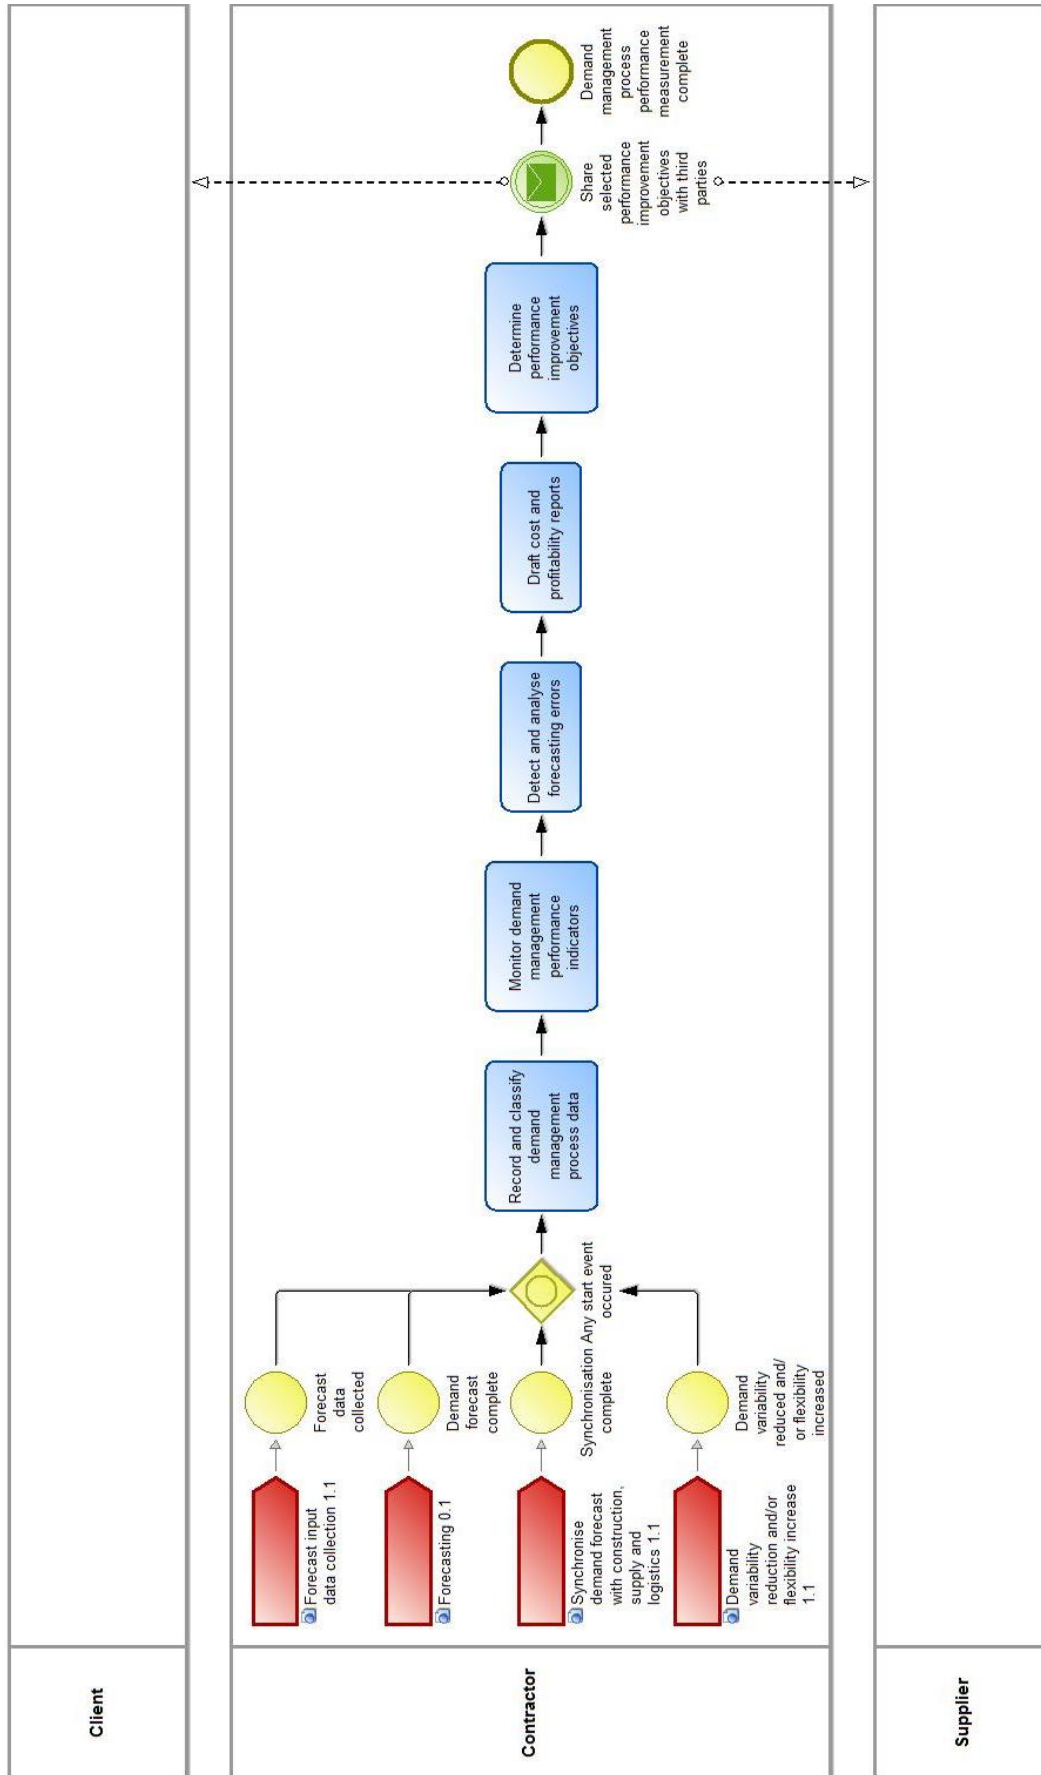 Client
Contractor
Supplier
Forecast input
data collection 1.1
Forecasting 0.1
Synchronise
demand forecast
with construction,
supply and
logistics 1.1
Demand
variability
reduction and/or
flexibility increase
1.1
Forecast
data
collected
Demand
forecast
complete
Synchronisation
complete
Demand
variability
reduced and/
or flexibility
increased
Any start event
occured
Record and classify
demand
management
process data
Monitor demand
management
performance
indicators
Detect and analyse
forecasting errors
Draft cost and
profitability reports
Determine
performance
improvement
objectives
Share
selected
performance
improvement
objectives
with third
parties
Demand
management
process
performance
measurement
complete